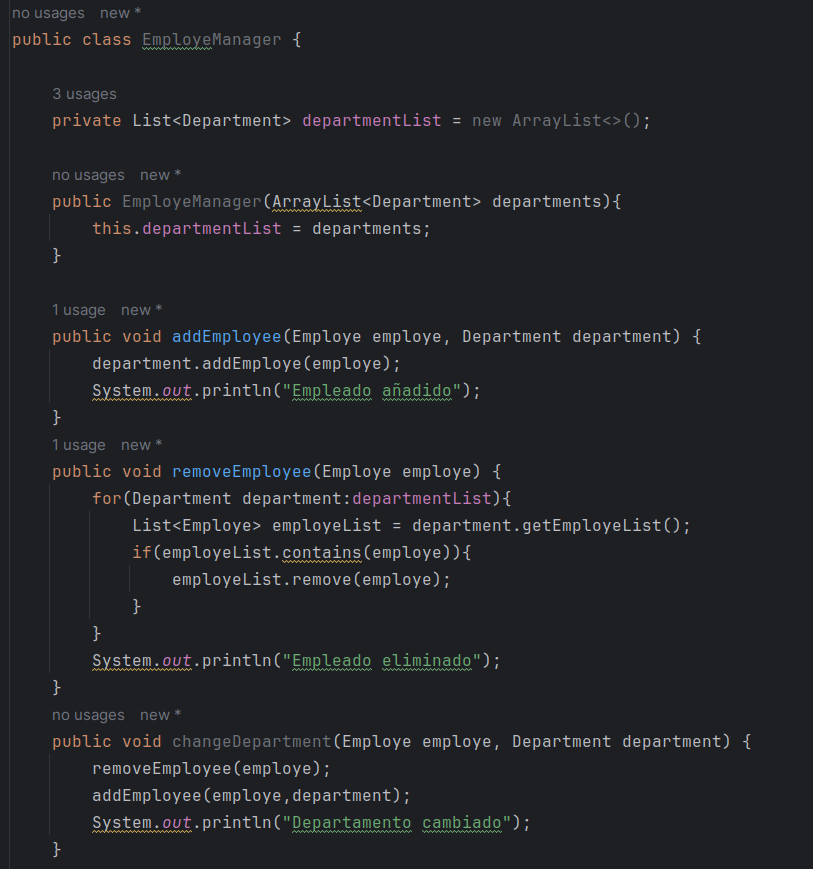 no usages   new *
public class EmployeManager {
3 usages
private List<Department> departmentList = new ArrayList<>();
no usages   new *
public EmployeManager(ArrayList<Department> departments){
this.departmentList = departments;
}
1 usage   new *
public void addEmployee(Employe employe, Department department) {
department.addEmploye(employe);
System.out.println("Empleado añadido");
}
1 usage   new *
public void removeEmployee(Employe employe) {
for(Department department:departmentList){
List<Employe> employeList = department.getEmployeList();
if(employeList.contains(employe)){
employeList.remove(employe);
}
}
System.out.println("Empleado eliminado");
}
no usages   new *
public void changeDepartment(Employe employe, Department department) {
removeEmployee(employe);
addEmployee(employe,department);
System.out.println("Departamento cambiado");
}